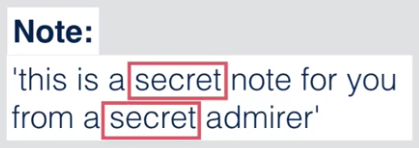 Note:
'this is a secret note for you
from a secret admirer'